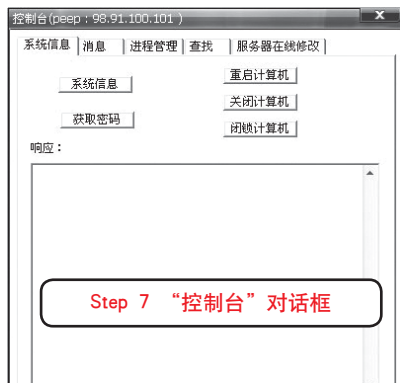 控制台(peep：98.91.100.101 )
系统信息 消息 进程管理 查找 服务器在线修改
系统信息 重启计算机
关闭计算机
获取密码
闭锁计算机
响应：
Step 7 “控制台”对话框